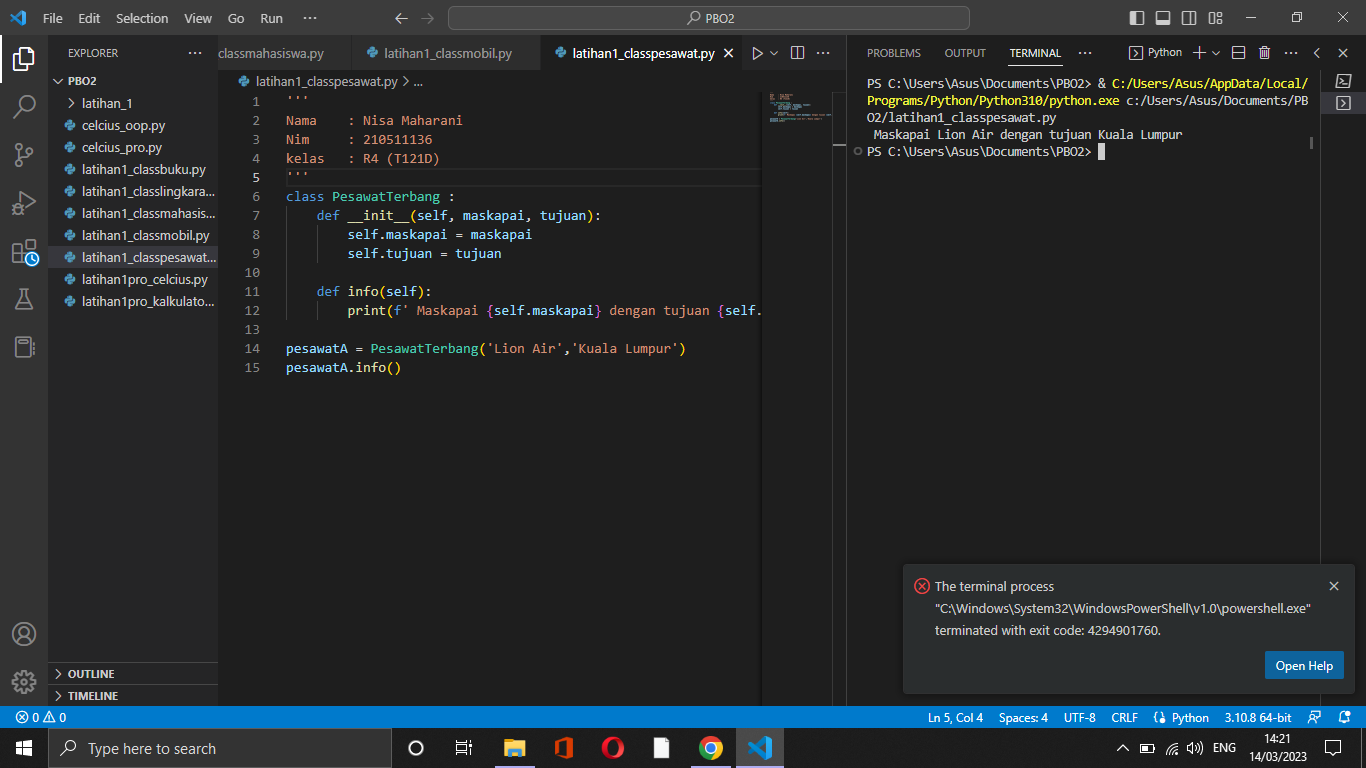 File Edit Selection View Go Run ··· PBO2
EXPLORER ···
PBO2
latihan_1
celcius_oop.py
celcius_pro.py
latihan1_classbuku.py
latihan1_classlingkara...
latihan1_classmahasis...
latihan1_classmobil.py
latihan1_classpesawat...
latihan1pro_celcius.py
latihan1pro_kalkulato...
OUTLINE
TIMELINE
classmahasiswa.py latihan1_classmobil.py latihan1_classpesawat.py
latihan1_classpesawat.py > ...
1 '''
2 Nama    : Nisa Maharani
3 Nim     : 210511136
4 kelas   : R4 (T121D)
5 '''
6 class PesawatTerbang :
7     def __init__(self, maskapai, tujuan):
8         self.maskapai = maskapai
9         self.tujuan = tujuan
10
11     def info(self):
12         print(f' Maskapai {self.maskapai} dengan tujuan {self.
13
14 pesawatA = PesawatTerbang('Lion Air','Kuala Lumpur')
15 pesawatA.info()
PROBLEMS OUTPUT TERMINAL ··· Python
PS C:\Users\Asus\Documents\PBO2> & C:/Users/Asus/AppData/Local/
Programs/Python/Python310/python.exe c:/Users/Asus/Documents/PB
O2/latihan1_classpesawat.py
 Maskapai Lion Air dengan tujuan Kuala Lumpur
PS C:\Users\Asus\Documents\PBO2>
The terminal process
"C:\Windows\System32\WindowsPowerShell\v1.0\powershell.exe"
terminated with exit code: 4294901760.
Open Help
0 0 Ln 5, Col 4 Spaces: 4 UTF-8 CRLF Python 3.10.8 64-bit
Type here to search
ENG
14:21
14/03/2023